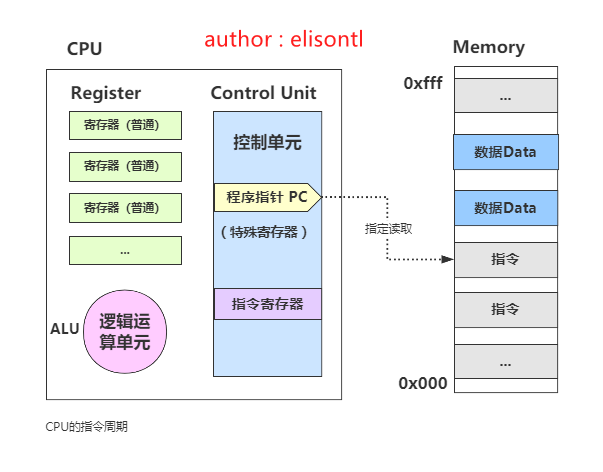 author : elisontl
CPU
Memory
Register
Control Unit
0xfff
...
寄存器（普通）
控制单元
寄存器（普通）
数据Data
寄存器（普通）
程序指针 PC
数据Data
（特殊寄存器）
指定读取
...
指令
指令寄存器
指令
ALU
逻辑运
算单元
...
0x000
CPU的指令周期